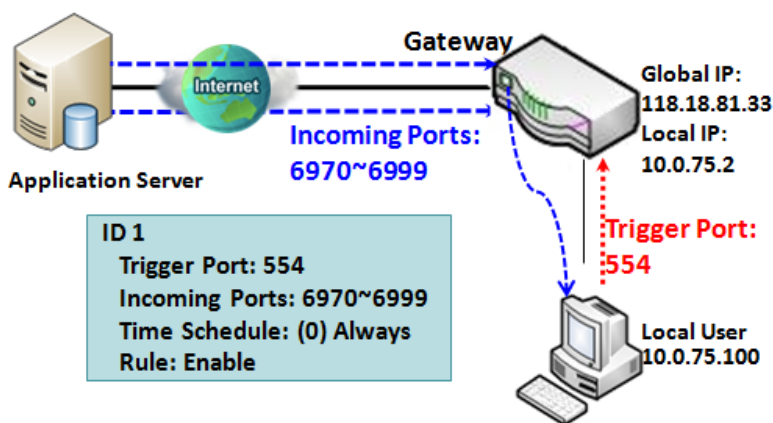 Gateway
Internet
Global IP:
118.18.81.33
Local IP:
10.0.75.2
Incoming Ports:
6970~6999
Application Server
ID 1
Trigger Port: 554
Incoming Ports: 6970~6999
Time Schedule: (0) Always
Rule: Enable
Trigger Port:
554
Local User
10.0.75.100